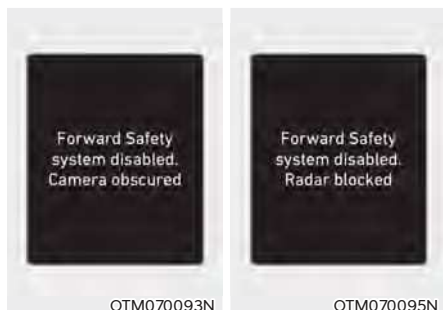 Forward Safety
system disabled.
Camera obscured
OTM070093N
Forward Safety
system disabled.
Radar blocked
OTM070095N